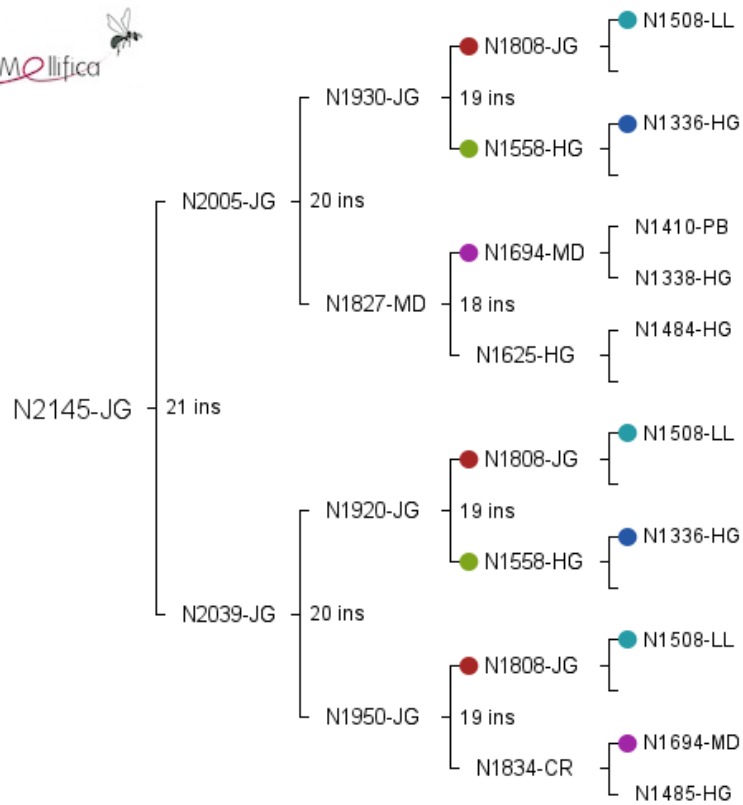 N1508-LL
N1808-JG
Mellifica
N1930-JG
19 ins
N1336-HG
N1558-HG
N2005-JG
20 ins
N1410-PB
N1694-MD
N1338-HG
N1827-MD
18 ins
N1484-HG
N1625-HG
N2145-JG
21 ins
N1508-LL
N1808-JG
N1920-JG
19 ins
N1336-HG
N1558-HG
N2039-JG
20 ins
N1508-LL
N1808-JG
N1950-JG
19 ins
N1694-MD
N1834-CR
N1485-HG